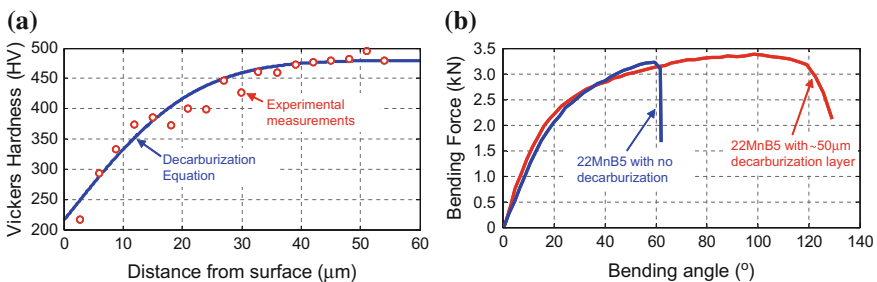 (a)
Vickers Hardness (HV)
500
450
400
350
300
250
200
0
10
20
30
40
50
60
Distance from surface (μm)
Experimental
measurements
Decarburization
Equation
(b)
Bending Force (kN)
3.5
3.0
2.5
2.0
1.5
1.0
0.5
0
0
20
40
60
80
100
120
140
Bending angle (°)
22MnB5 with no
decarburization
22MnB5 with ~50μm
decarburization layer